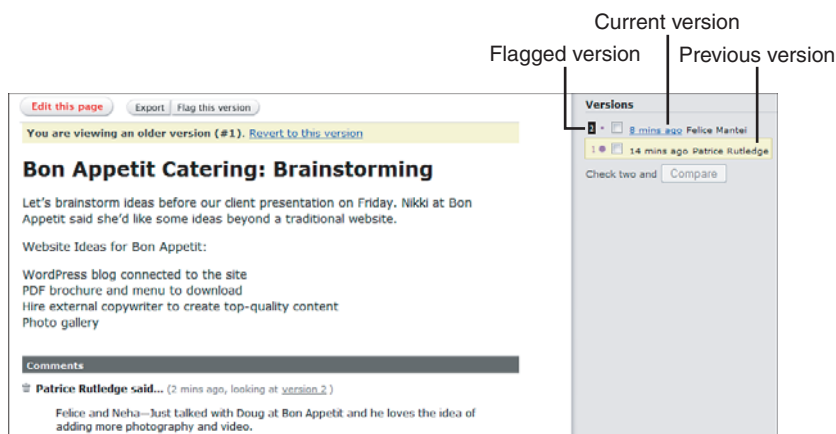 Current version
Flagged version
Previous version
Edit this page
Export
Flag this version
You are viewing an older version (#1). Revert to this version
Bon Appetit Catering: Brainstorming
Let's brainstorm ideas before our client presentation on Friday. Nikki at Bon
Appetit said she'd like some ideas beyond a traditional website.
Website Ideas for Bon Appetit:
WordPress blog connected to the site
PDF brochure and menu to download
Hire external copywriter to create top-quality content
Photo gallery
Comments
Patrice Rutledge said... (2 mins ago, looking at version 2 )
Felice and Neha—Just talked with Doug at Bon Appetit and he loves the idea of
adding more photography and video.
Versions
2 8 mins ago Felice Mantei
1 14 mins ago Patrice Rutledge
Check two and Compare